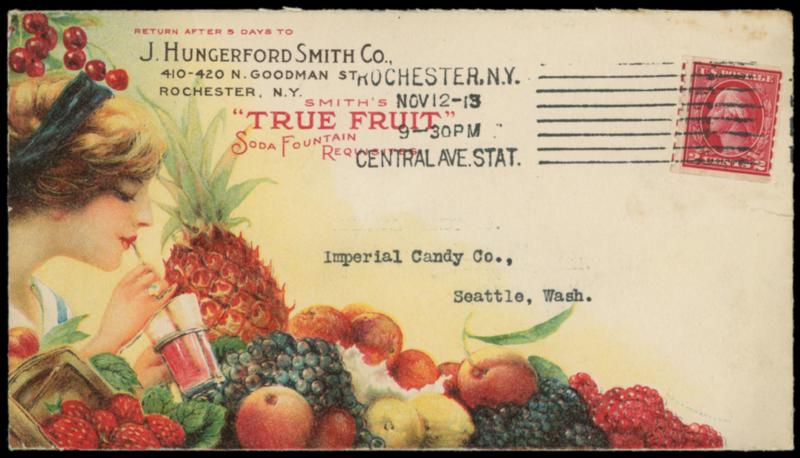 RETURN AFTER 5 DAYS TO
J. HUNGERFORD SMITH CO.,
410-420 N. GOODMAN ST.
ROCHESTER, N.Y.
SMITH'S
"TRUE FRUIT"
SODA FOUNTAIN
REQUISITES
ROCHESTER, N.Y.
NOV 12-13
9-30PM
CENTRAL AVE. STAT.
Imperial Candy Co.,
Seattle, Wash.